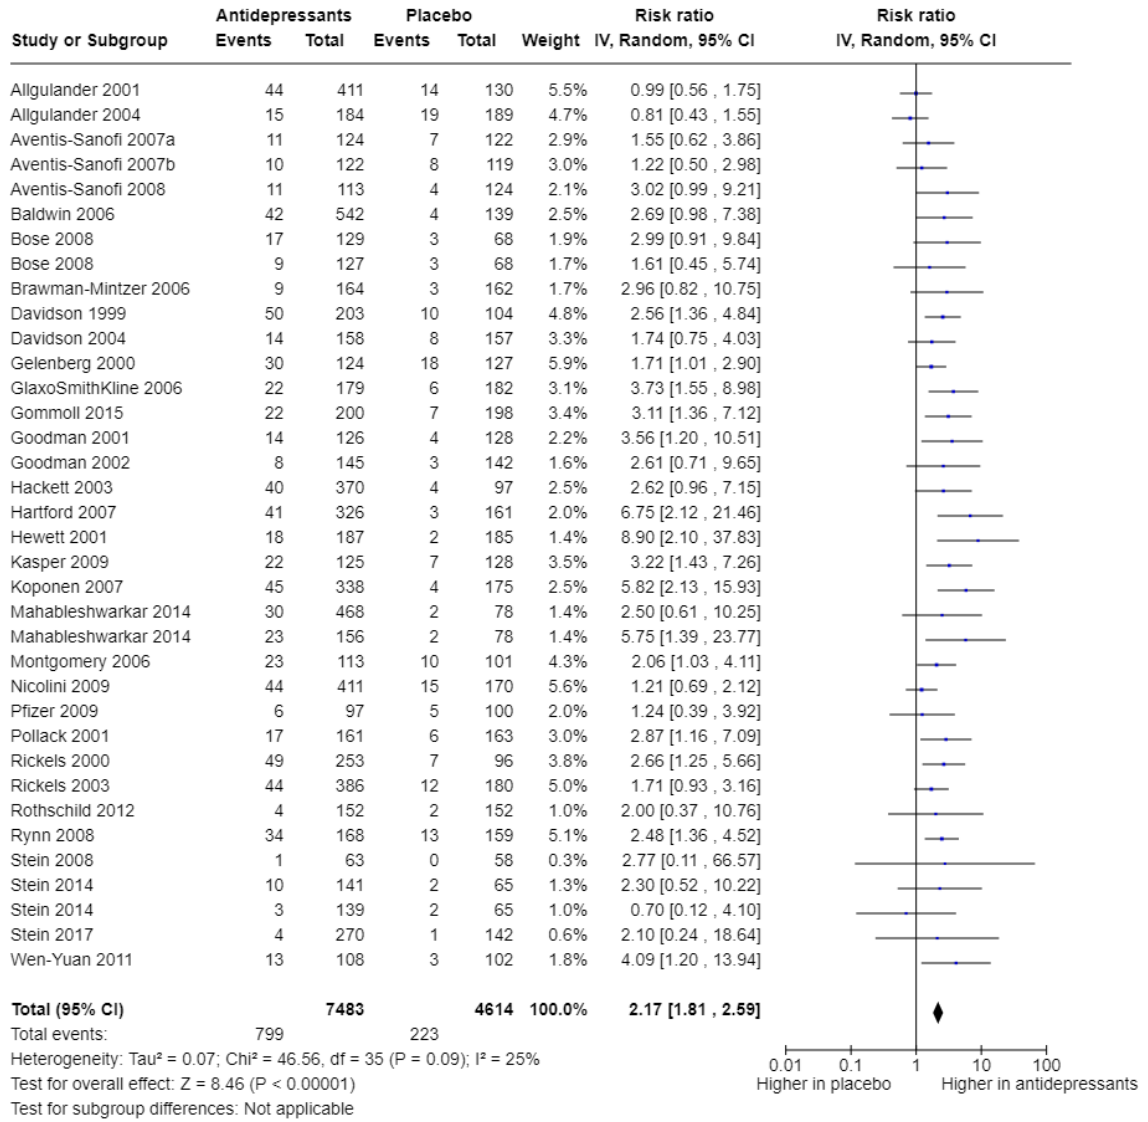 Antidepressants Placebo Risk ratio Risk ratio
Study or Subgroup Events Total Events Total Weight IV, Random, 95% CI IV, Random, 95% CI
Allgulander 2001 44 411 14 130 5.5% 0.99 [0.56 , 1.75]
Allgulander 2004 15 184 19 189 4.7% 0.81 [0.43 , 1.55]
Aventis-Sanofi 2007a 11 124 7 122 2.9% 1.55 [0.62 , 3.86]
Aventis-Sanofi 2007b 10 122 8 119 3.0% 1.22 [0.50 , 2.98]
Aventis-Sanofi 2008 11 113 4 124 2.1% 3.02 [0.99 , 9.21]
Baldwin 2006 42 542 4 139 2.5% 2.69 [0.98 , 7.38]
Bose 2008 17 129 3 68 1.9% 2.99 [0.91 , 9.84]
Bose 2008 9 127 3 68 1.7% 1.61 [0.45 , 5.74]
Brawman-Mintzer 2006 9 164 3 162 1.7% 2.96 [0.82 , 10.75]
Davidson 1999 50 203 10 104 4.8% 2.56 [1.36 , 4.84]
Davidson 2004 14 158 8 157 3.3% 1.74 [0.75 , 4.03]
Gelenberg 2000 30 124 18 127 5.9% 1.71 [1.01 , 2.90]
GlaxoSmithKline 2006 22 179 6 182 3.1% 3.73 [1.55 , 8.98]
Gommoll 2015 22 200 7 198 3.4% 3.11 [1.36 , 7.12]
Goodman 2001 14 126 4 128 2.2% 3.56 [1.20 , 10.51]
Goodman 2002 8 145 3 142 1.6% 2.61 [0.71 , 9.65]
Hackett 2003 40 370 4 97 2.5% 2.62 [0.96 , 7.15]
Hartford 2007 41 326 3 161 2.0% 6.75 [2.12 , 21.46]
Hewett 2001 18 187 2 185 1.4% 8.90 [2.10 , 37.83]
Kasper 2009 22 125 7 128 3.6% 3.22 [1.43 , 7.26]
Koponen 2007 45 338 4 175 2.5% 5.82 [2.13 , 15.93]
Mahableshwarkar 2014 30 468 2 78 1.4% 2.50 [0.61 , 10.25]
Mahableshwarkar 2014 23 156 2 78 1.4% 5.75 [1.39 , 23.77]
Montgomery 2006 23 113 10 101 4.3% 2.06 [1.03 , 4.11]
Nicolini 2009 44 411 15 170 5.6% 1.21 [0.69 , 2.12]
Pfizer 2009 6 97 5 100 2.0% 1.24 [0.39 , 3.92]
Pollack 2001 17 161 6 163 3.0% 2.87 [1.16 , 7.09]
Rickels 2000 49 253 7 96 3.8% 2.66 [1.25 , 5.66]
Rickels 2003 44 386 12 180 5.0% 1.71 [0.93 , 3.16]
Rothschild 2012 4 152 2 152 1.0% 2.00 [0.37 , 10.76]
Rynn 2008 34 168 13 159 5.1% 2.48 [1.36 , 4.52]
Stein 2008 1 63 0 58 0.3% 2.77 [0.11 , 66.57]
Stein 2014 10 141 2 65 1.3% 2.30 [0.52 , 10.22]
Stein 2014 3 139 2 65 1.0% 0.70 [0.12 , 4.10]
Stein 2017 4 270 1 142 0.6% 2.10 [0.24 , 18.64]
Wen-Yuan 2011 13 108 3 102 1.8% 4.09 [1.20 , 13.94]
Total (95% CI) 7483 4614 100.0% 2.17 [1.81 , 2.59]
Total events: 799 223
Heterogeneity: Tau² = 0.07; Chi² = 46.56, df = 35 (P = 0.09); I² = 25%
Test for overall effect: Z = 8.46 (P < 0.00001)
Test for subgroup differences: Not applicable
0.01 0.1 1 10 100
Higher in placebo Higher in antidepressants